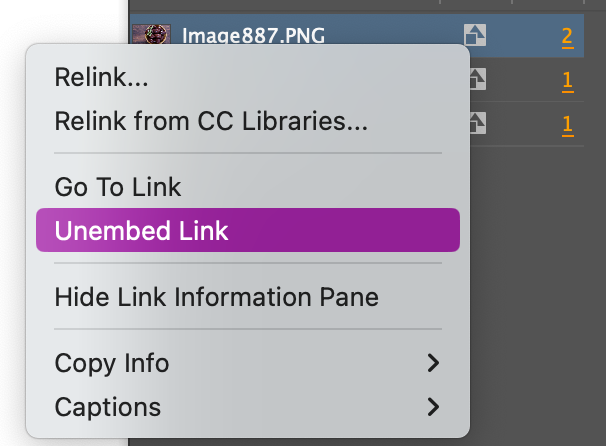 Image887.PNG 2
Relink...
1
Relink from CC Libraries...
1
Go To Link
Unembed Link
Hide Link Information Pane
Copy Info
Captions